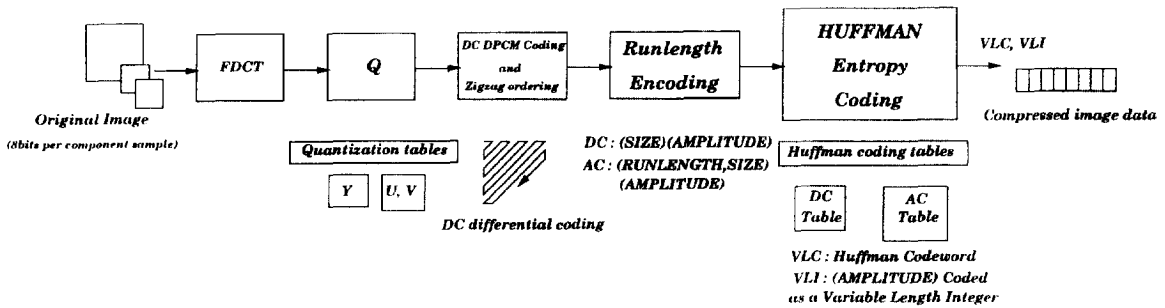 FDCT
Q
DC DPCM Coding
and
Zigzag ordering
Runlength
Encoding
HUFFMAN
Entropy
Coding
VLC, VLI
Original Image
(8bits per component sample)
Compressed image data
Quantization tables
Y
U, V
DC differential coding
DC : (SIZE)(AMPLITUDE)
AC : (RUNLENGTH,SIZE)
(AMPLITUDE)
Huffman coding tables
DC
Table
AC
Table
VLC : Huffman Codeword
VLI : (AMPLITUDE) Coded
as a Variable Length Integer